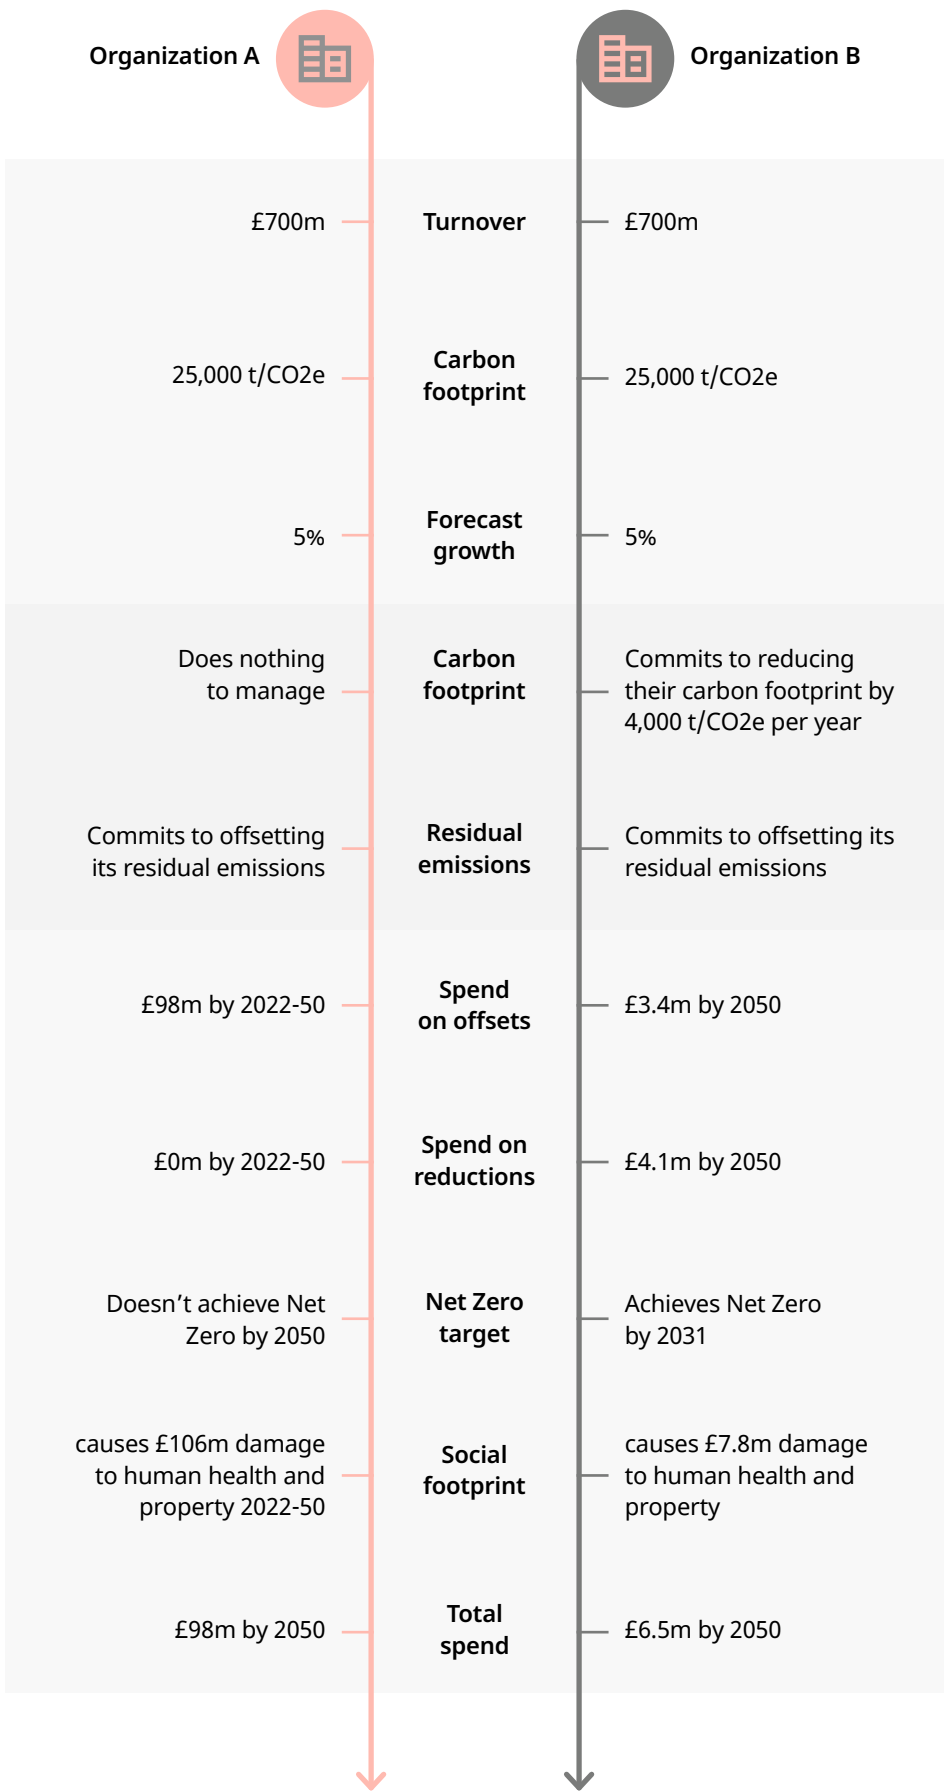 Organization A
Organization B
£700m
Turnover
£700m
25,000 t/CO2e
Carbon
footprint
25,000 t/CO2e
5%
Forecast
growth
5%
Does nothing
to manage
Carbon
footprint
Commits to reducing
their carbon footprint by
4,000 t/CO2e per year
Commits to offsetting
its residual emissions
Residual
emissions
Commits to offsetting its
residual emissions
£98m by 2022-50
Spend
on offsets
£3.4m by 2050
£0m by 2022-50
Spend on
reductions
£4.1m by 2050
Doesn’t achieve Net
Zero by 2050
Net Zero
target
Achieves Net Zero
by 2031
causes £106m damage
to human health and
property 2022-50
Social
footprint
causes £7.8m damage
to human health and
property
£98m by 2050
Total
spend
£6.5m by 2050